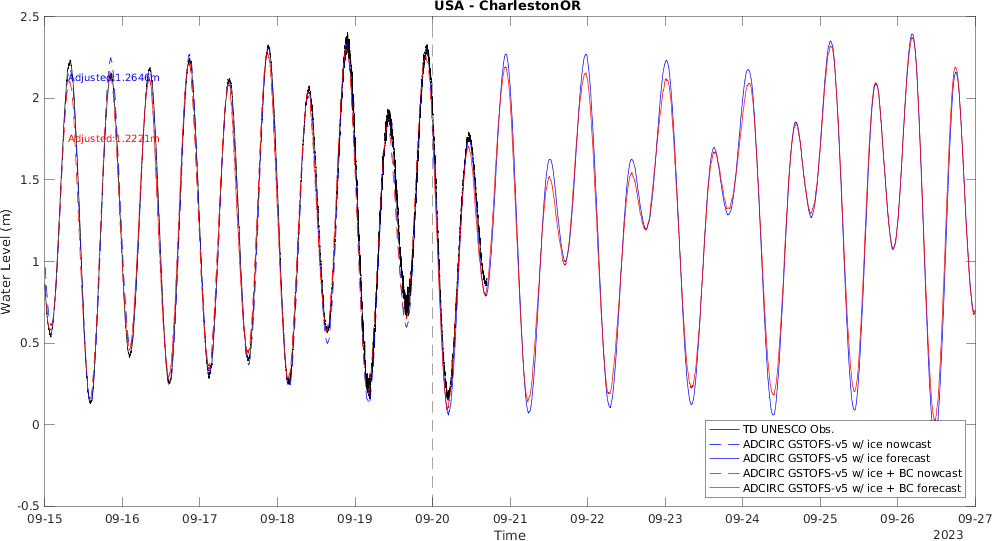 USA - CharlestonOR
2.5
2
1.5
1
0.5
0
-0.5
Water Level (m)
Adjusted:1.2646m
Adjusted:1.2221m
TD UNESCO Obs.
ADCIRC GSTOFS-v5 w/ ice nowcast
ADCIRC GSTOFS-v5 w/ ice forecast
ADCIRC GSTOFS-v5 w/ ice + BC nowcast
ADCIRC GSTOFS-v5 w/ ice + BC forecast
09-15 09-16 09-17 09-18 09-19 09-20 09-21 09-22 09-23 09-24 09-25 09-26 09-27
Time
2023